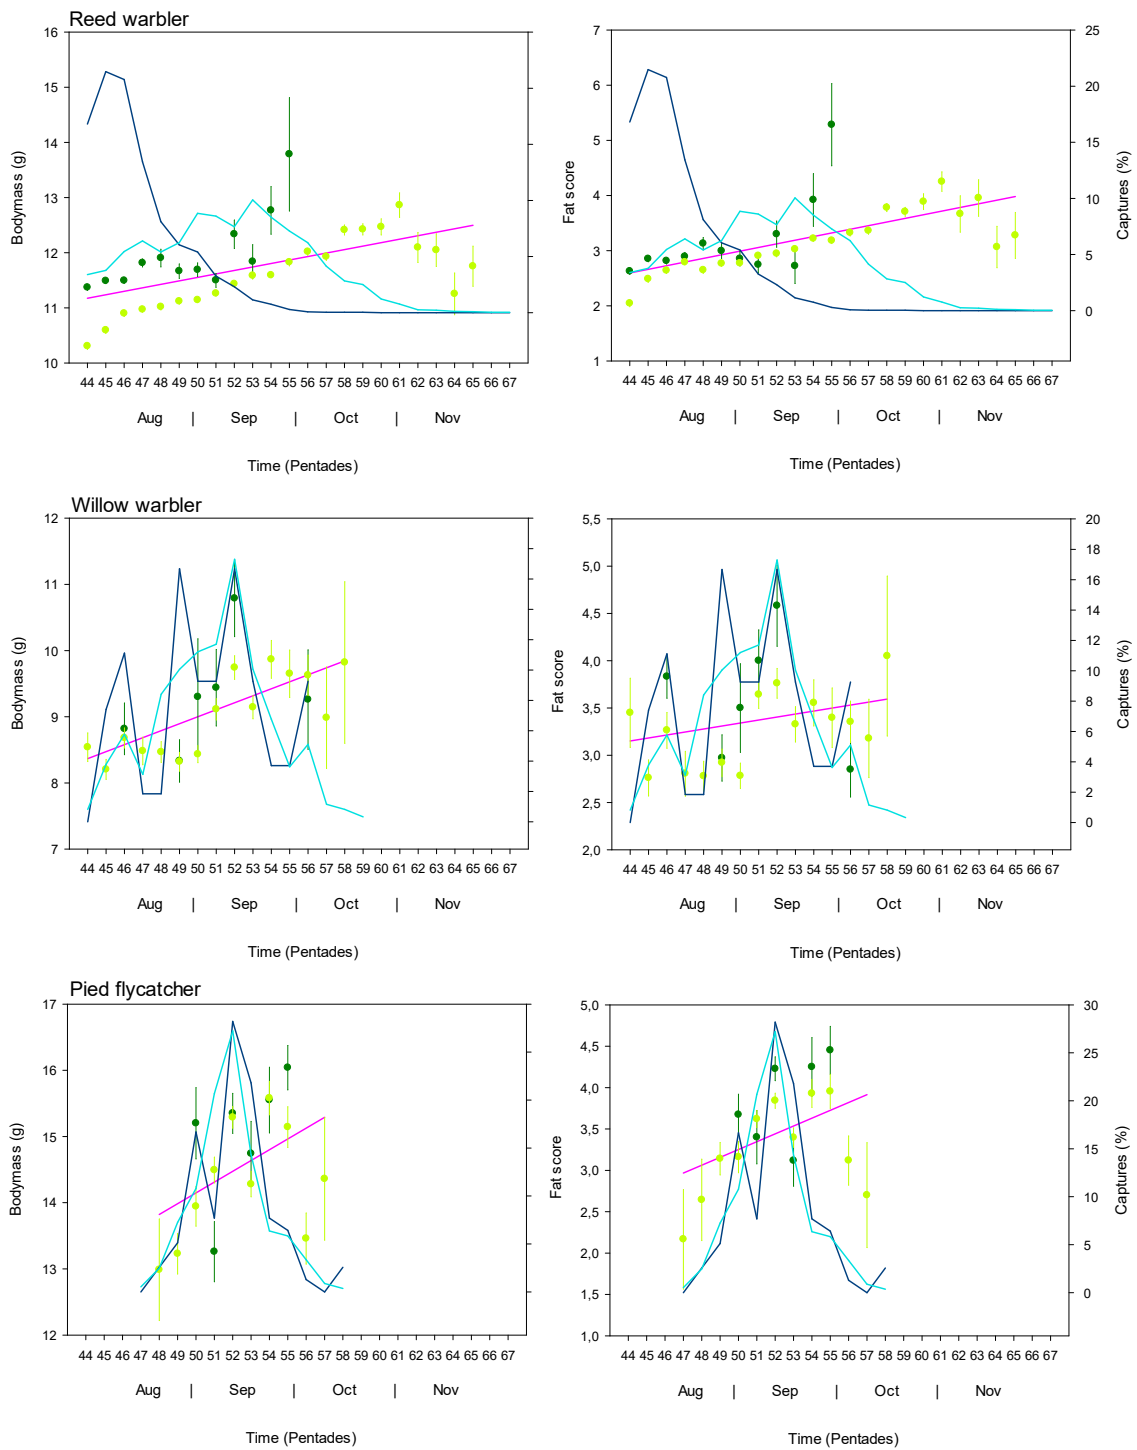 Reed warbler
16
15
14
13
12
11
10
Bodymass (g)
44 45 46 47 48 49 50 51 52 53 54 55 56 57 58 59 60 61 62 63 64 65 66 67
Aug | Sep | Oct | Nov
Time (Pentades)
7
6
5
4
3
2
1
Fat score
25
20
15
10
5
0
Captures (%)
44 45 46 47 48 49 50 51 52 53 54 55 56 57 58 59 60 61 62 63 64 65 66 67
Aug | Sep | Oct | Nov
Time (Pentades)
Willow warbler
12
11
10
9
8
7
Bodymass (g)
44 45 46 47 48 49 50 51 52 53 54 55 56 57 58 59 60 61 62 63 64 65 66 67
Aug | Sep | Oct | Nov
Time (Pentades)
5,5
5,0
4,5
4,0
3,5
3,0
2,5
2,0
Fat score
20
18
16
14
12
10
8
6
4
2
0
Captures (%)
44 45 46 47 48 49 50 51 52 53 54 55 56 57 58 59 60 61 62 63 64 65 66 67
Aug | Sep | Oct | Nov
Time (Pentades)
Pied flycatcher
17
16
15
14
13
12
Bodymass (g)
44 45 46 47 48 49 50 51 52 53 54 55 56 57 58 59 60 61 62 63 64 65 66 67
Aug | Sep | Oct | Nov
Time (Pentades)
5,0
4,5
4,0
3,5
3,0
2,5
2,0
1,5
1,0
Fat score
30
25
20
15
10
5
0
Captures (%)
44 45 46 47 48 49 50 51 52 53 54 55 56 57 58 59 60 61 62 63 64 65 66 67
Aug | Sep | Oct | Nov
Time (Pentades)